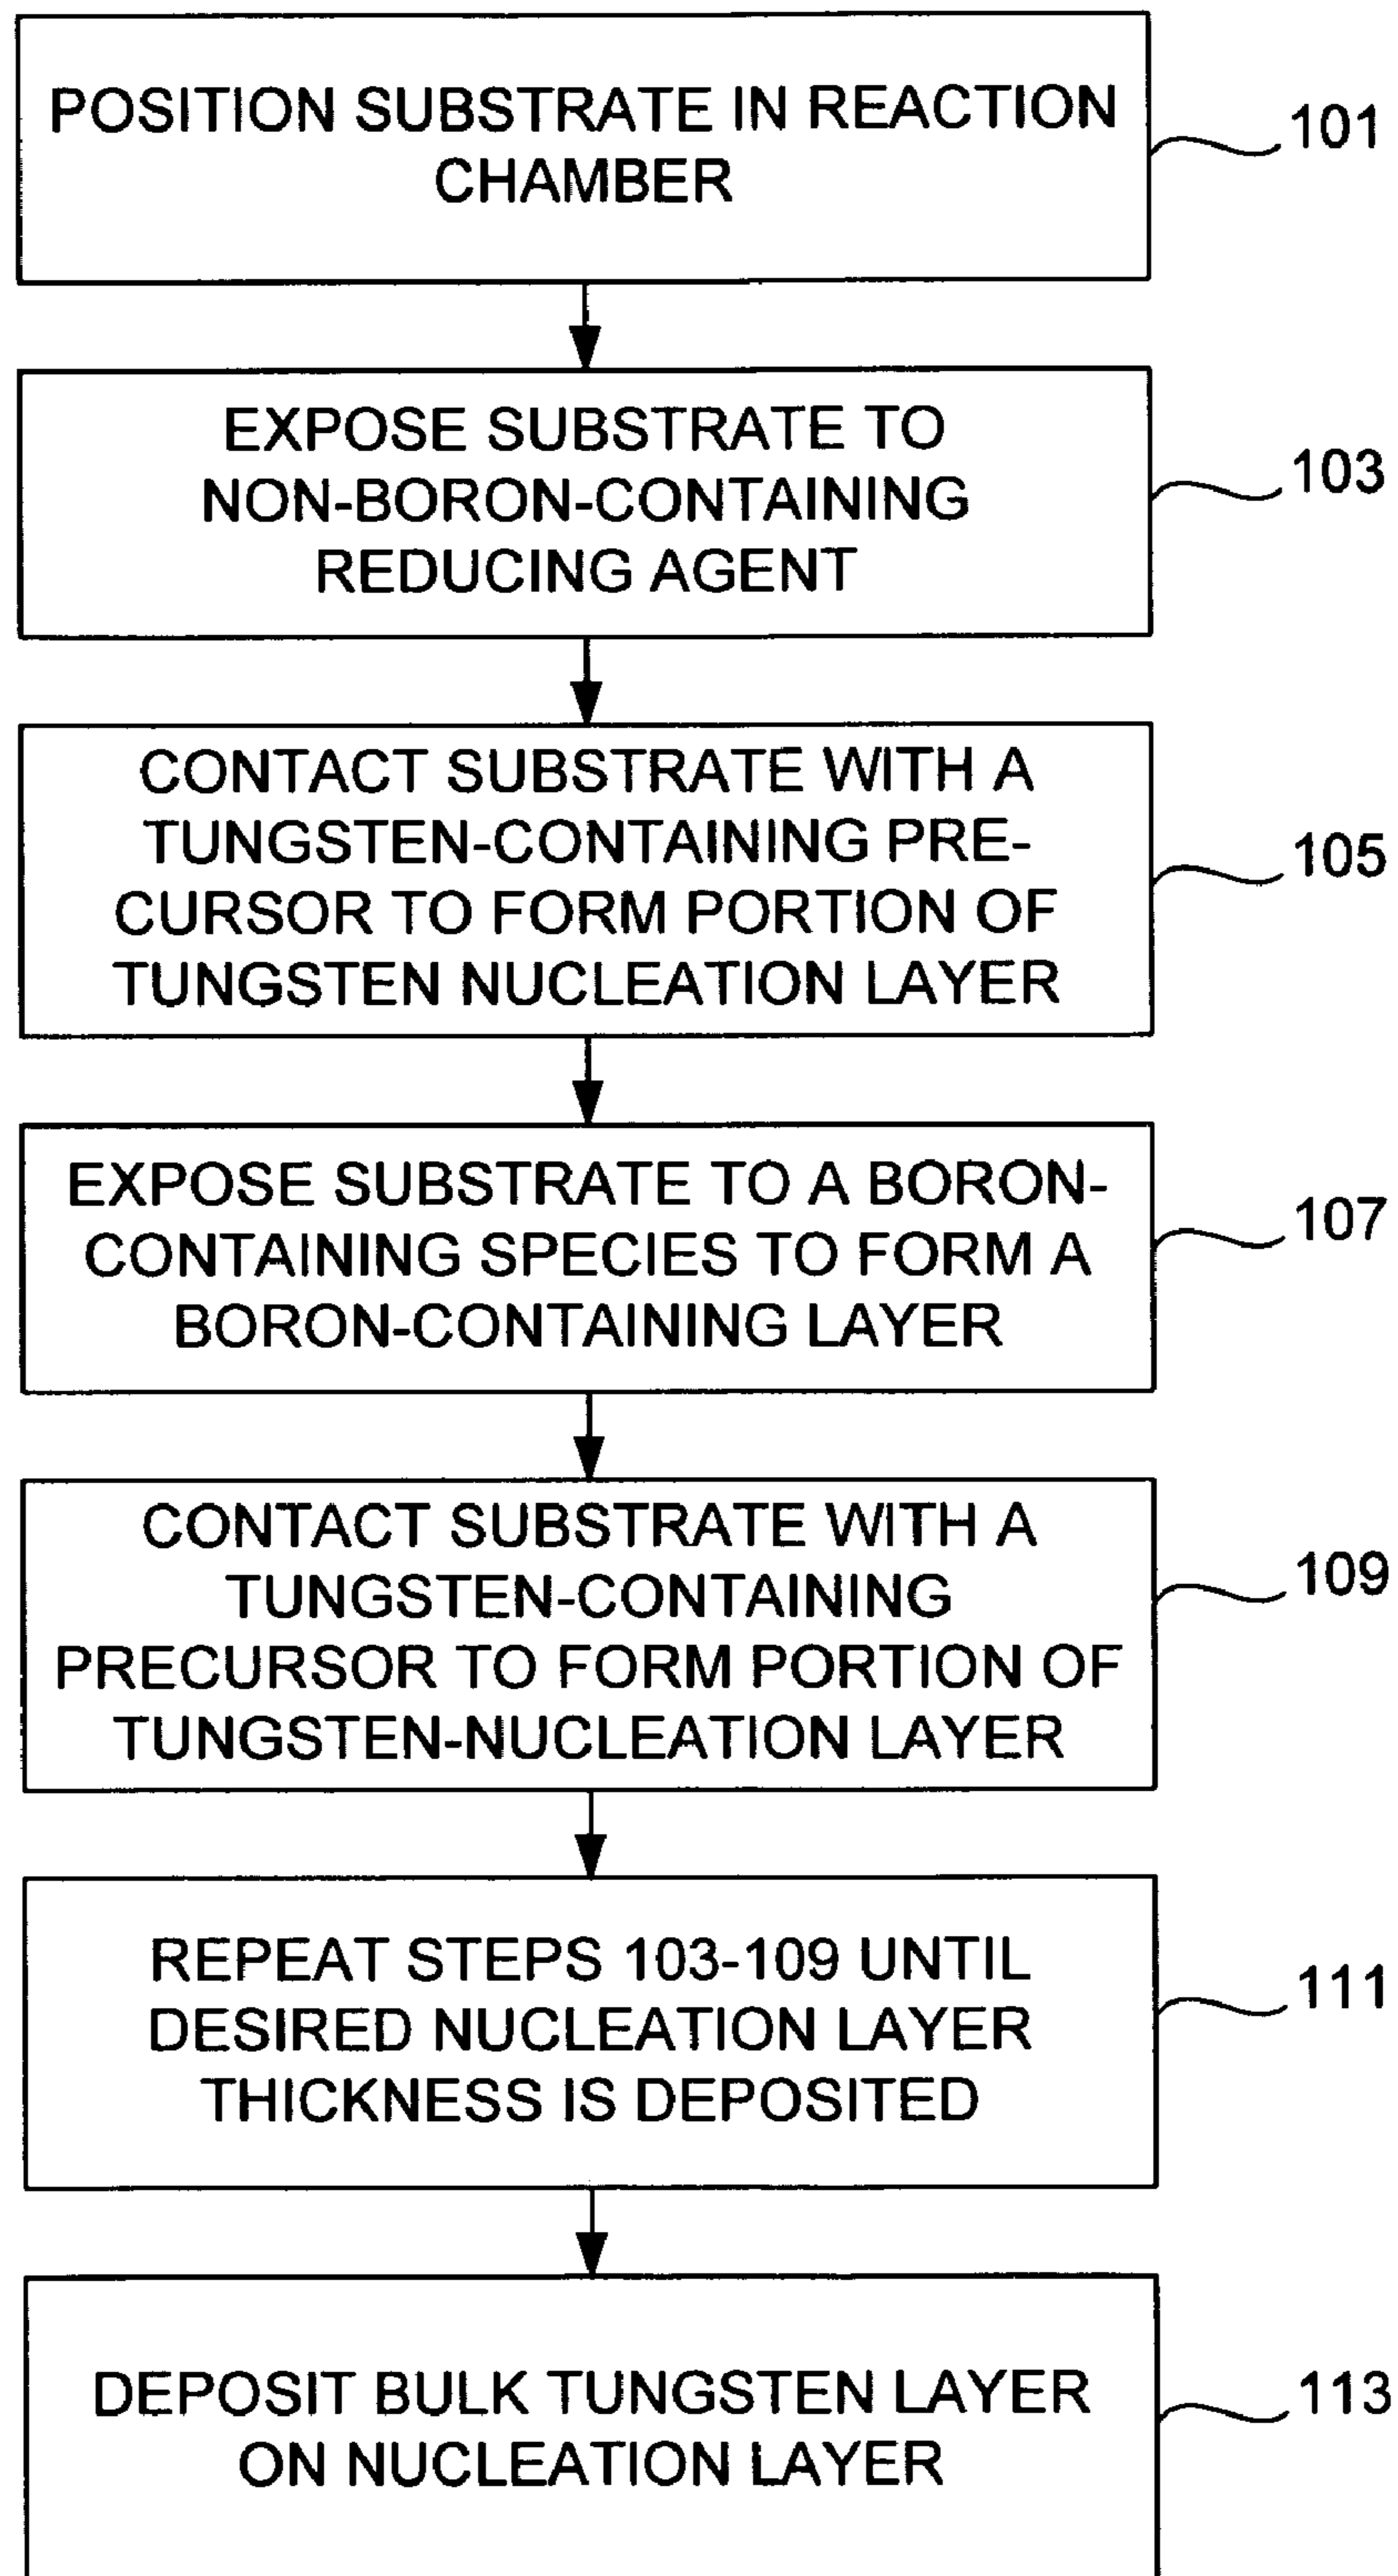 POSITION SUBSTRATE IN REACTION
CHAMBER
101
EXPOSE SUBSTRATE TO
NON-BORON-CONTAINING
REDUCING AGENT
103
CONTACT SUBSTRATE WITH A
TUNGSTEN-CONTAINING PRE-
CURSOR TO FORM PORTION OF
TUNGSTEN NUCLEATION LAYER
105
EXPOSE SUBSTRATE TO A BORON-
CONTAINING SPECIES TO FORM A
BORON-CONTAINING LAYER
107
CONTACT SUBSTRATE WITH A
TUNGSTEN-CONTAINING
PRECURSOR TO FORM PORTION OF
TUNGSTEN-NUCLEATION LAYER
109
REPEAT STEPS 103-109 UNTIL
DESIRED NUCLEATION LAYER
THICKNESS IS DEPOSITED
111
DEPOSIT BULK TUNGSTEN LAYER
ON NUCLEATION LAYER
113